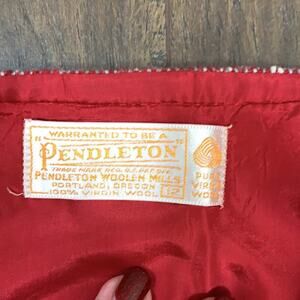 WARRANTED TO BE A
"PENDLETON"
TRADE MARK REG. U.S. PAT. OFF.
PENDLETON WOOLEN MILLS
PORTLAND, OREGON
100% VIRGIN WOOL 12
PURE
VIRGIN
WOOL